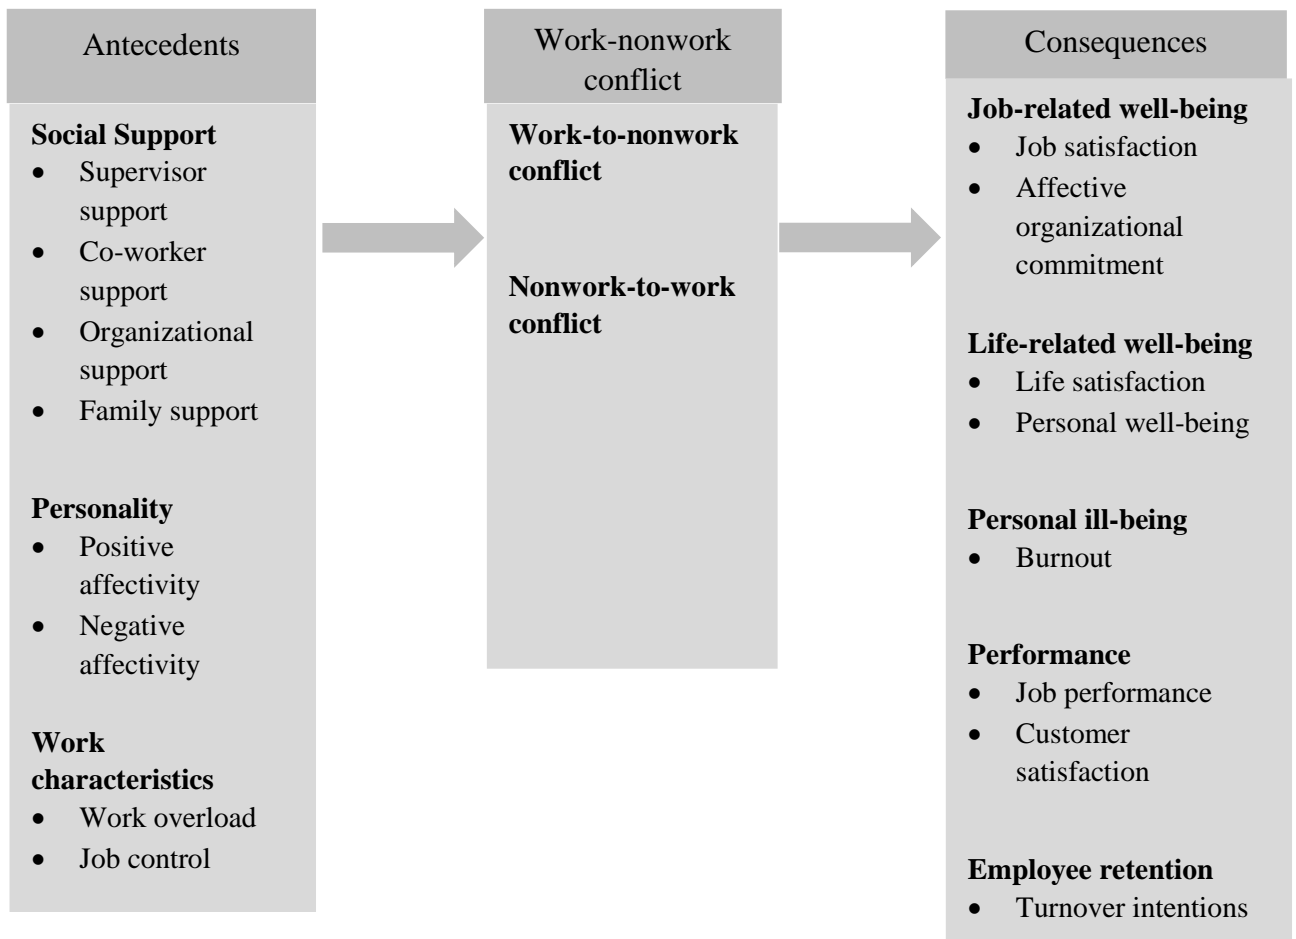 Antecedents
Social Support
• Supervisor
support
• Co-worker
support
• Organizational
support
• Family support
Personality
• Positive
affectivity
• Negative
affectivity
Work
characteristics
• Work overload
• Job control
Work-nonwork
conflict
Work-to-nonwork
conflict
Nonwork-to-work
conflict
Consequences
Job-related well-being
• Job satisfaction
• Affective
organizational
commitment
Life-related well-being
• Life satisfaction
• Personal well-being
Personal ill-being
• Burnout
Performance
• Job performance
• Customer
satisfaction
Employee retention
• Turnover intentions